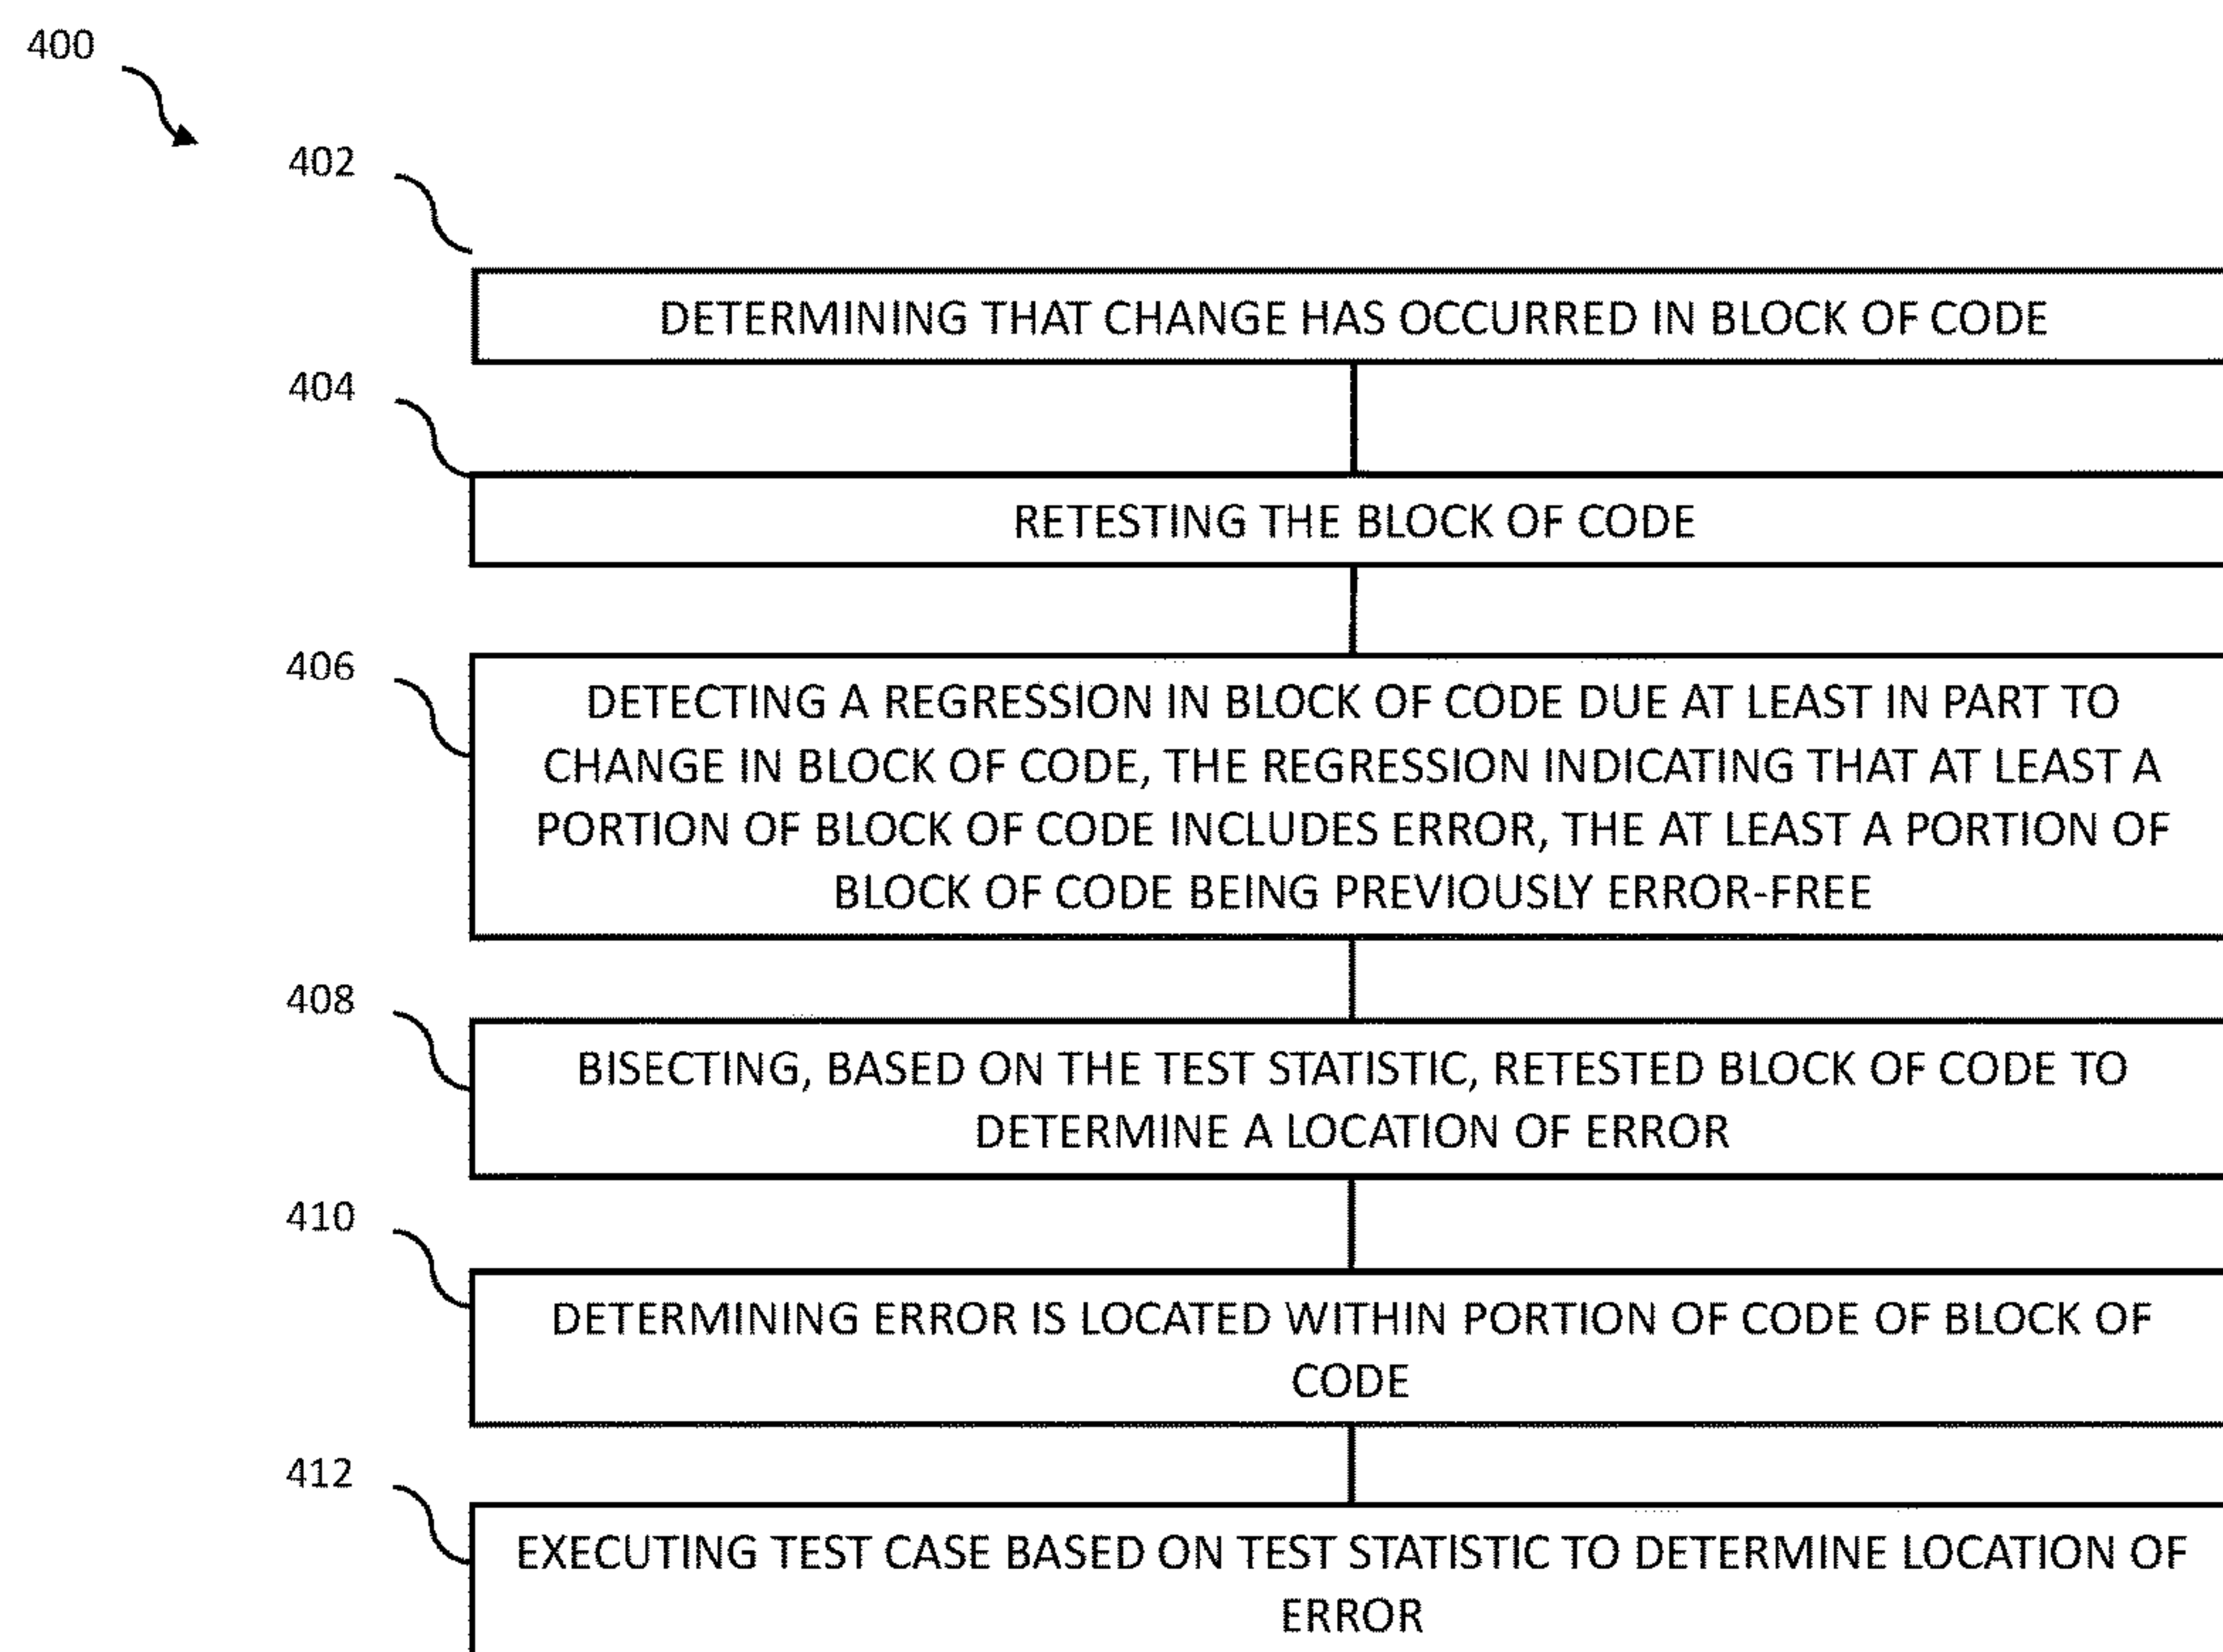 400
402
DETERMINING THAT CHANGE HAS OCCURRED IN BLOCK OF CODE
404
RETESTING THE BLOCK OF CODE
406
DETECTING A REGRESSION IN BLOCK OF CODE DUE AT LEAST IN PART TO
CHANGE IN BLOCK OF CODE, THE REGRESSION INDICATING THAT AT LEAST A
PORTION OF BLOCK OF CODE INCLUDES ERROR, THE AT LEAST A PORTION OF
BLOCK OF CODE BEING PREVIOUSLY ERROR-FREE
408
BISECTING, BASED ON THE TEST STATISTIC, RETESTED BLOCK OF CODE TO
DETERMINE A LOCATION OF ERROR
410
DETERMINING ERROR IS LOCATED WITHIN PORTION OF CODE OF BLOCK OF
CODE
412
EXECUTING TEST CASE BASED ON TEST STATISTIC TO DETERMINE LOCATION OF
ERROR